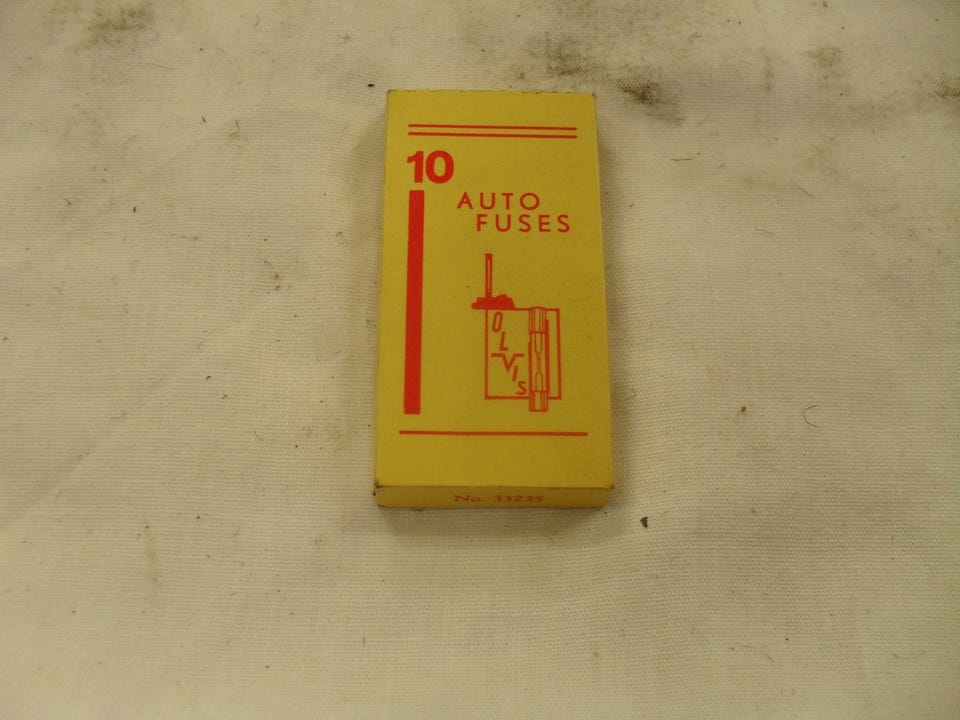 10
AUTO
FUSES
OLVIS
No. 33235